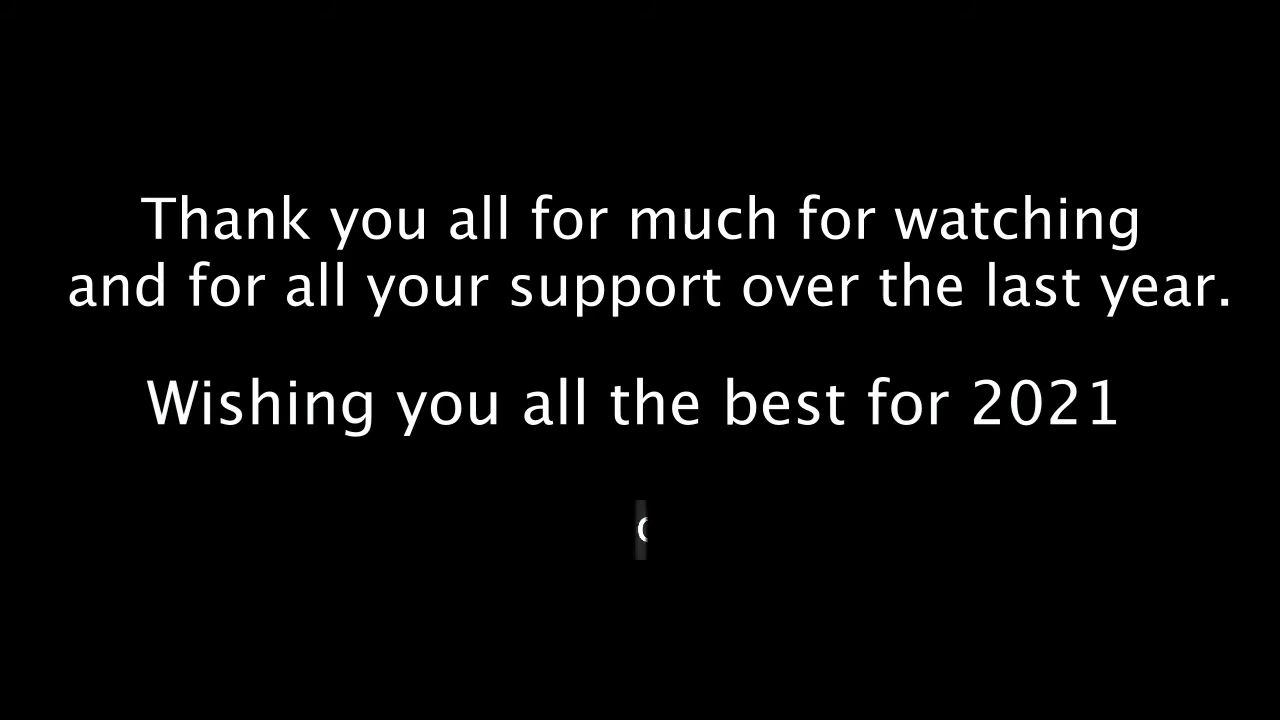 Thank you all for much for watching
and for all your support over the last year.
Wishing you all the best for 2021